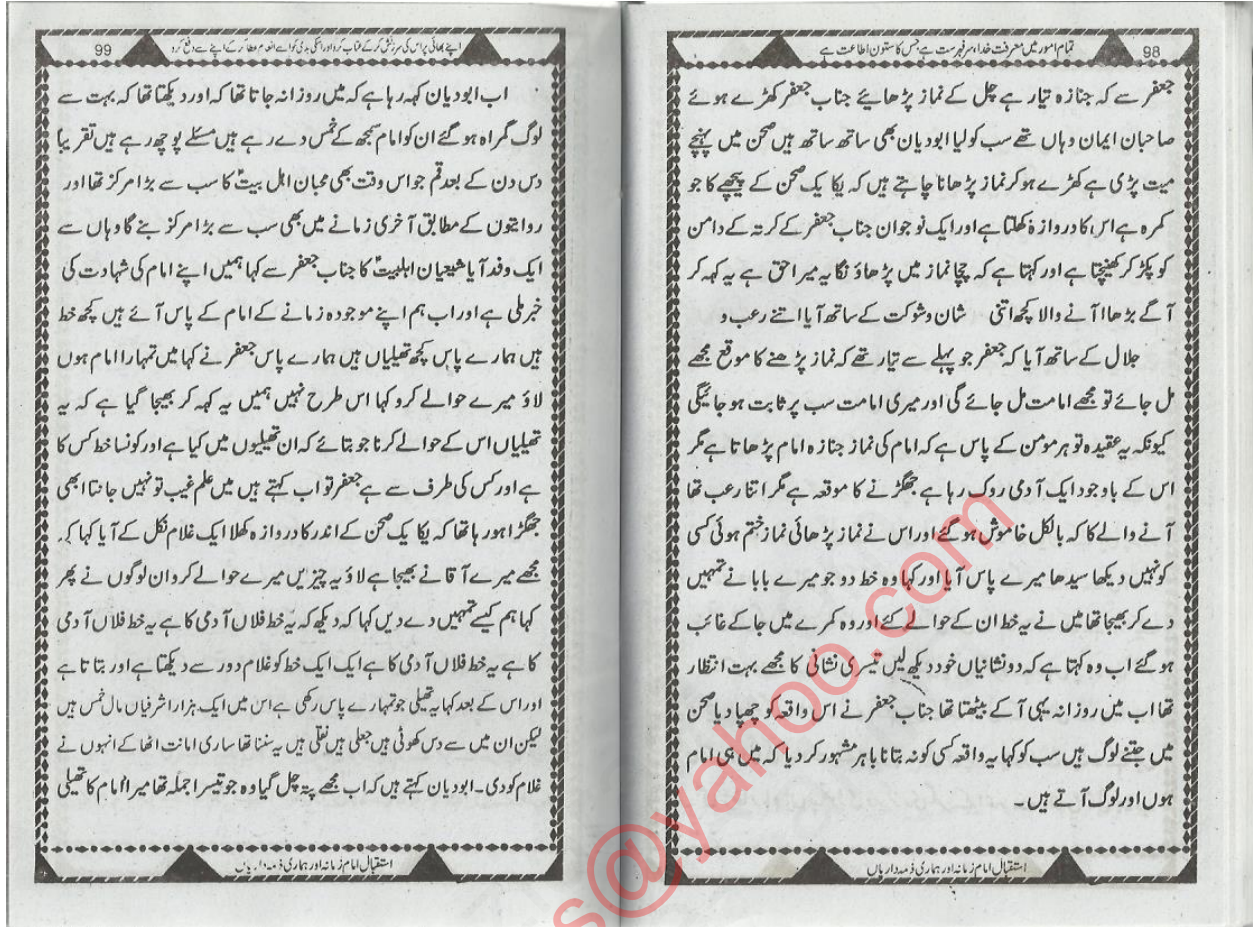 98
تمام امور میں معرفت خدا، سرفہرست ہے جس کا ستون اطاعت ہے
جعفر سے کہ جنازہ تیار ہے چل کے نماز پڑھائیے جناب جعفر کھڑے ہوئے
صاحبان ایمان وہاں تھے سب کو لیا ابودیان بھی ساتھ ساتھ ہیں صحن میں پہنچے
میت پڑی ہے کھڑے ہو کر نماز پڑھانا چاہتے ہیں کہ یکا یک صحن کے پیچھے کا جو
کمرہ ہے اس کا دروازہ کھلتا ہے اور ایک نوجوان جناب جعفر کے کرتہ کے دامن
کو پکڑ کر کھینچتا ہے اور کہتا ہے کہ چچا نماز میں پڑھاؤ نگا یہ میرا حق ہے یہ کہہ کر
آگے بڑھا آنے والا کچھ اتنی شان وشوکت کے ساتھ آیا اتنے رعب و
جلال کے ساتھ آیا کہ جعفر جو پہلے سے تیار تھے کہ نماز پڑھنے کا موقع مجھے
مل جائے تو مجھے امامت مل جائے گی اور میری امامت سب پر ثابت ہو جائیگی
کیونکہ یہ عقیدہ تو ہر مومن کے پاس ہے کہ امام کی نماز جنازہ امام پڑھاتا ہے مگر
اس کے باوجود ایک آدمی روک رہا ہے جھگڑنے کا موقعہ ہے مگر اتنا رعب تھا
آنے والے کا کہ بالکل خاموش ہو گئے اور اس نے نماز پڑھائی نماز ختم ہوئی کسی
کو نہیں دیکھا سیدھا میرے پاس آیا اور کہا وہ خط دو جو میرے بابا نے تمہیں
دے کر بھیجا تھا میں نے یہ خط ان کے حوالے کئے اور وہ کمرے میں جا کے غائب
ہو گئے اب وہ کہتا ہے کہ دو نشانیاں خود دیکھ لیں تیسری نشانی کا مجھے بہت انتظار
تھا اب میں روزانہ یہی آ کے بیٹھتا تھا جناب جعفر نے اس واقعہ کو چھپا دیا صحن
میں جتنے لوگ ہیں سب کو کہا یہ واقعہ کسی کو نہ بتانا باہر مشہور کر دیا کہ میں ہی امام
ہوں اور لوگ آتے ہیں ۔
استقبال امام زمانہ اور ہماری ذمہ داریاں
99
اپنے بھائی پر اس کی سرزنش کر کے عتاب کرو اور اسکی بدی کو اسے انعام عطا کر کے اپنے سے دفع کرو
اب ابودیان کہہ رہا ہے کہ میں روزانہ جاتا تھا کہ اور دیکھتا تھا کہ بہت سے
لوگ گمراہ ہو گئے ان کو امام سمجھ کے خمس دے رہے ہیں مسئلے پوچھ رہے ہیں تقریبا
دس دن کے بعد قم جو اس وقت بھی محبان اہل بیتؑ کا سب سے بڑا مرکز تھا اور
روایتوں کے مطابق آخری زمانے میں بھی سب سے بڑا مرکز بنے گا وہاں سے
ایک وفد آیا شیعیان اہلبیتؑ کا جناب جعفر سے کہا ہمیں اپنے امام کی شہادت کی
خبر ملی ہے اور اب ہم اپنے موجودہ زمانے کے امام کے پاس آئے ہیں کچھ خط
ہیں ہمارے پاس کچھ تھیلیاں ہیں ہمارے پاس جعفر نے کہا میں تمہارا امام ہوں
لاؤ میرے حوالے کرو کہا اس طرح نہیں ہمیں یہ کہہ کر بھیجا گیا ہے کہ یہ
تھیلیاں اس کے حوالے کرنا جو بتائے کہ ان تھیلیوں میں کیا ہے اور کونسا خط کس کا
ہے اور کس کی طرف سے ہے جعفر تو اب کہتے ہیں میں علم غیب تو نہیں جانتا ابھی
جھگڑا ہو رہا تھا کہ یکا یک صحن کے اندر کا دروازہ کھلا ایک غلام نکل کے آیا کہا کہ
مجھے میرے آقا نے بھیجا ہے لاؤ یہ چیزیں میرے حوالے کرو ان لوگوں نے پھر
کہا ہم کیسے تمہیں دے دیں کہا کہ دیکھ کہ یہ خط فلاں آدمی کا ہے یہ خط فلاں آدمی
کا ہے یہ خط فلاں آدمی کا ہے ایک ایک خط کو غلام دور سے دیکھتا ہے اور بتاتا ہے
اور اس کے بعد کہا یہ تھیلی جو تمہارے پاس رکھی ہے اس میں ایک ہزار اشرفیاں مال خمس ہیں
لیکن ان میں سے دس کھوٹی ہیں جعلی ہیں نقلی ہیں یہ سننا تھا ساری امانت اٹھا کے انہوں نے
غلام کو دی ۔ ابودیان کہتے ہیں کہ اب مجھے پتہ چل گیا وہ جو تیسرا جملہ تھا میرا امام کا تھیلی
استقبال امام زمانہ اور ہماری ذمہ داریاں
s@yahoo.com